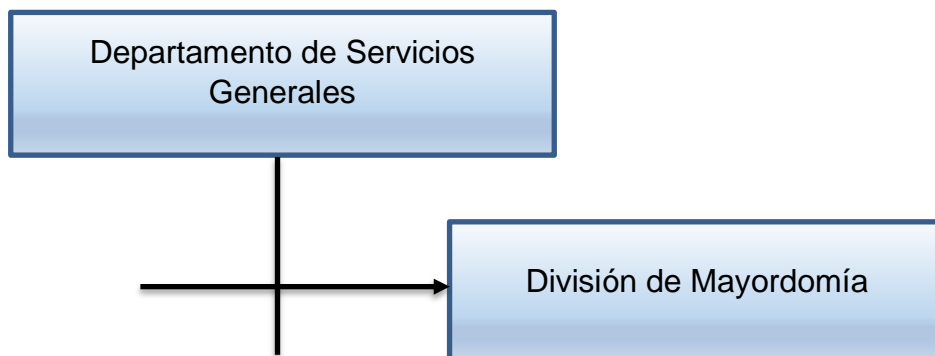 Departamento de Servicios
Generales
División de Mayordomía